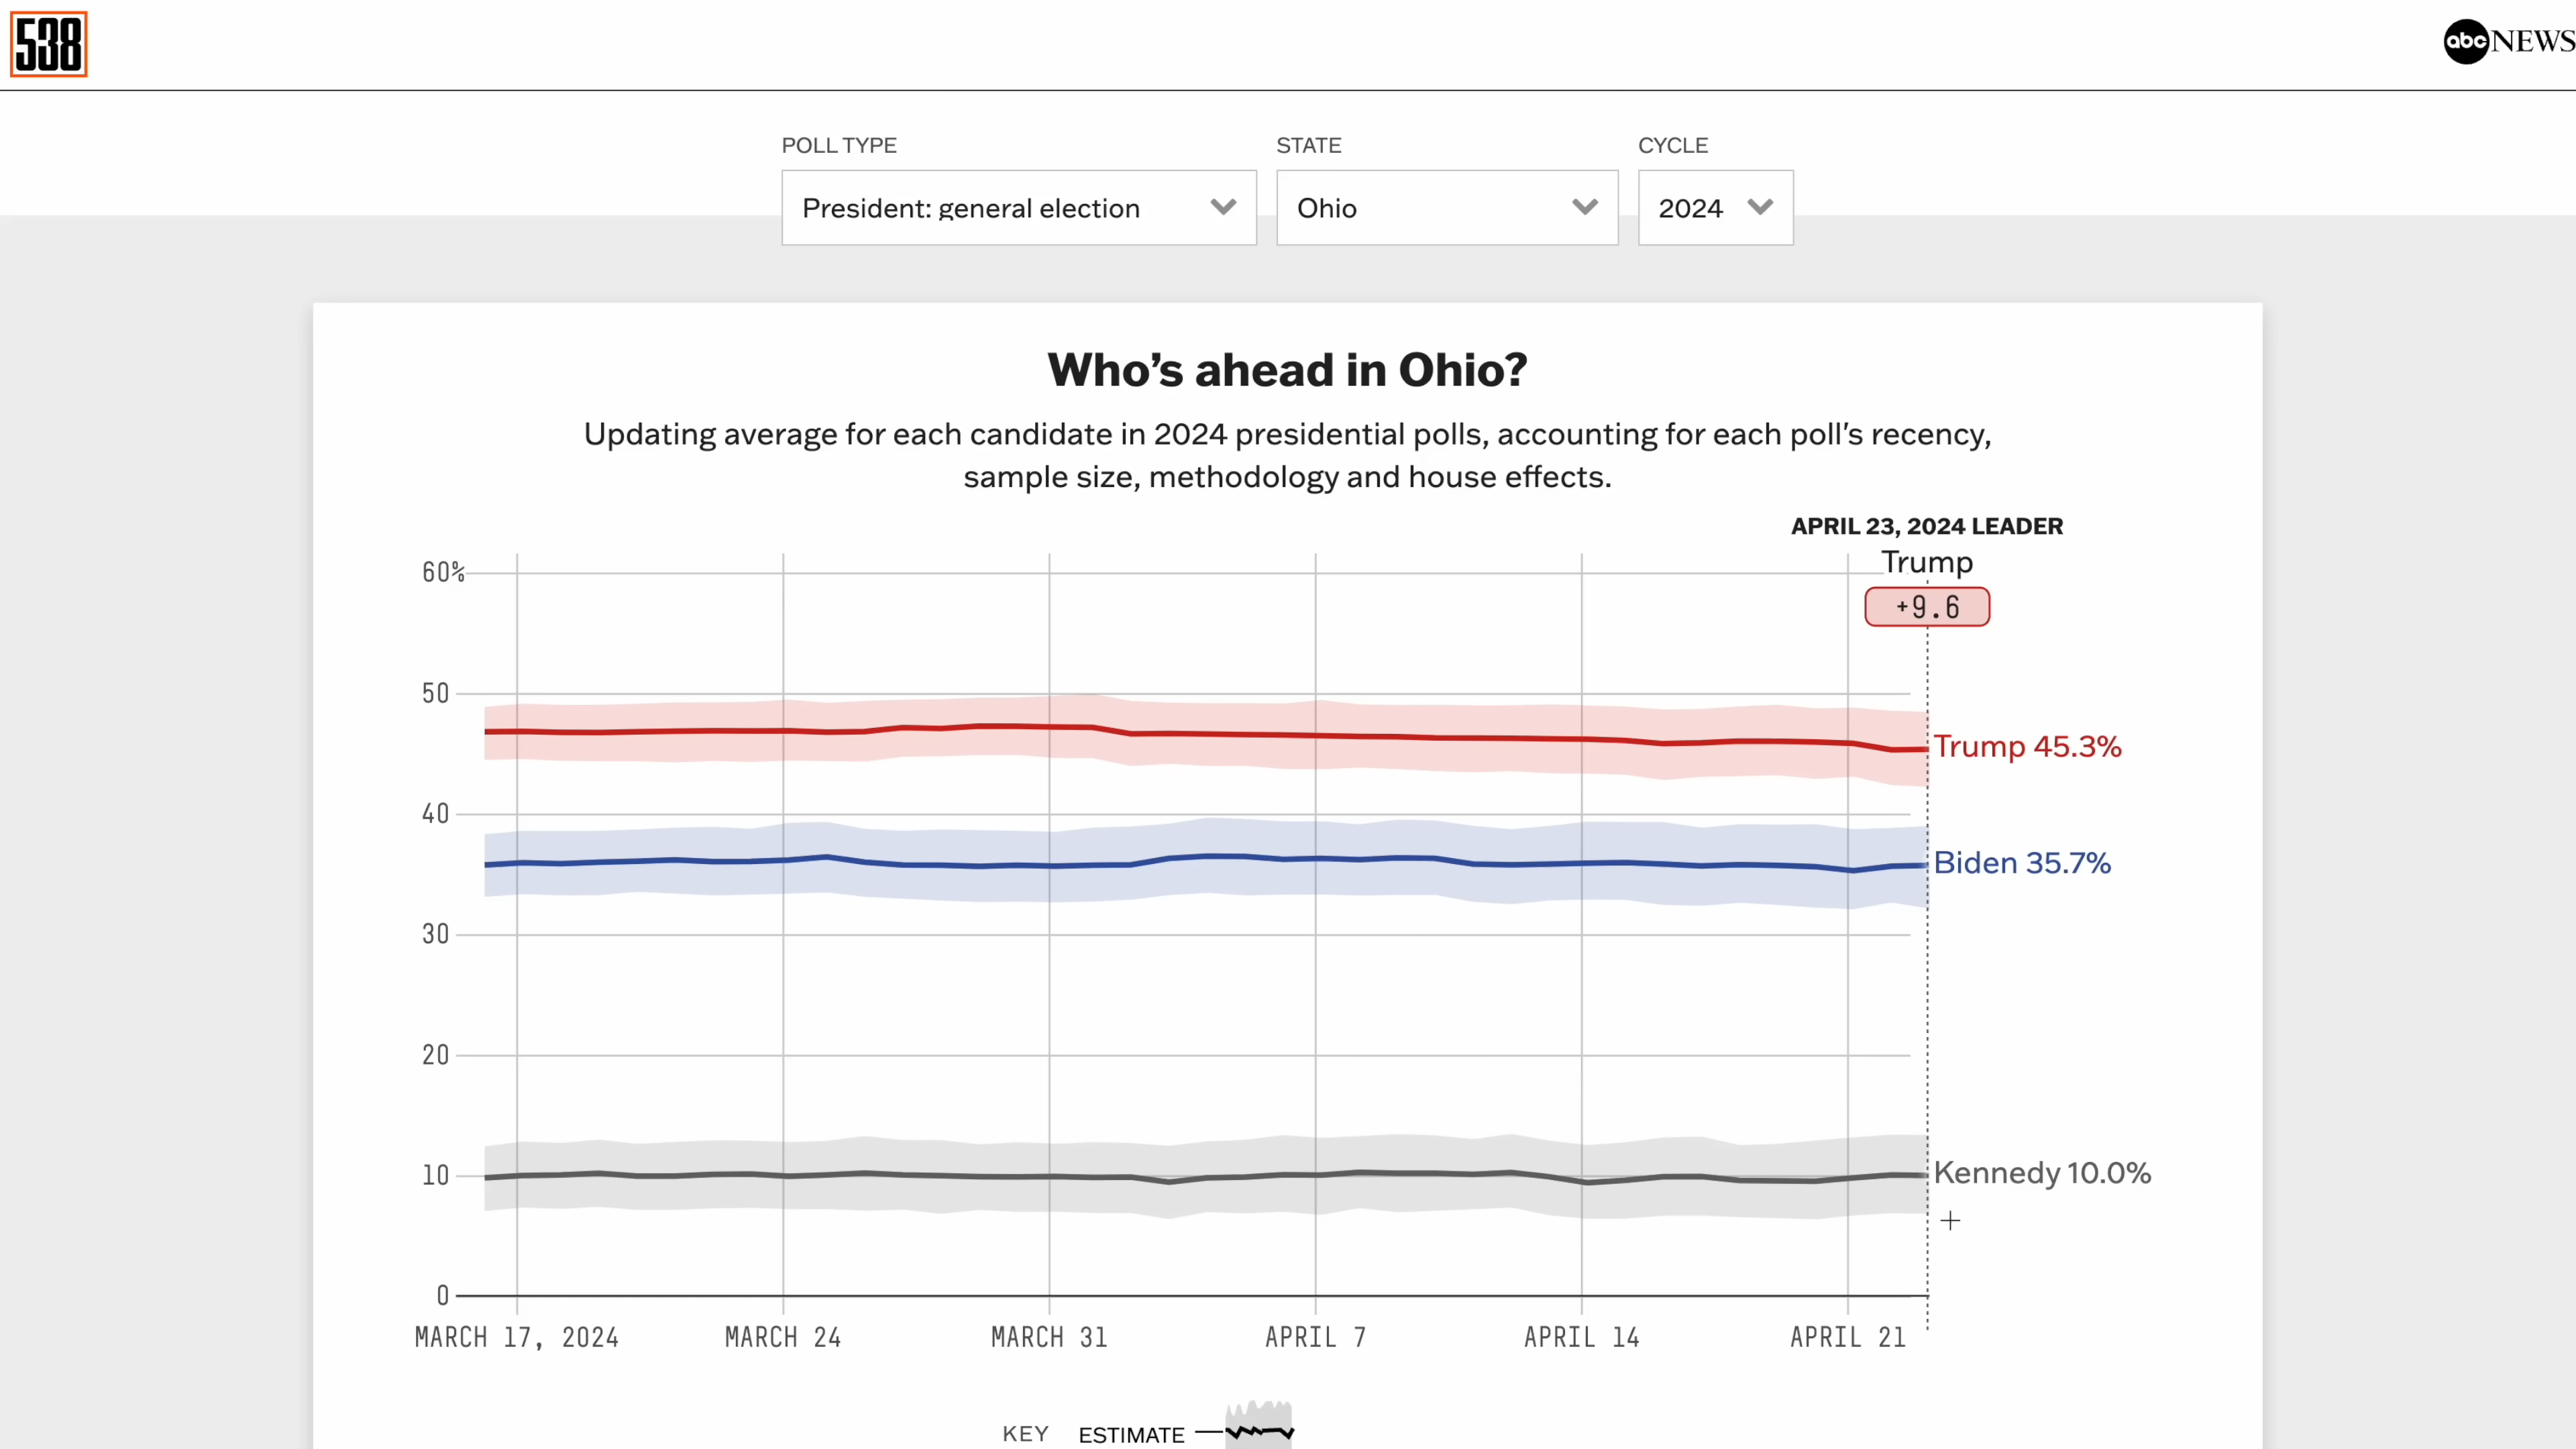 538
abc NEWS
POLL TYPE
STATE
CYCLE
President: general election
Ohio
2024
Who's ahead in Ohio?
Updating average for each candidate in 2024 presidential polls, accounting for each poll's recency,
sample size, methodology and house effects.
APRIL 23, 2024 LEADER
Trump
+9.6
60%
50
40
30
20
10
0
Trump 45.3%
Biden 35.7%
Kennedy 10.0%
MARCH 17, 2024
MARCH 24
MARCH 31
APRIL 7
APRIL 14
APRIL 21
KEY
ESTIMATE